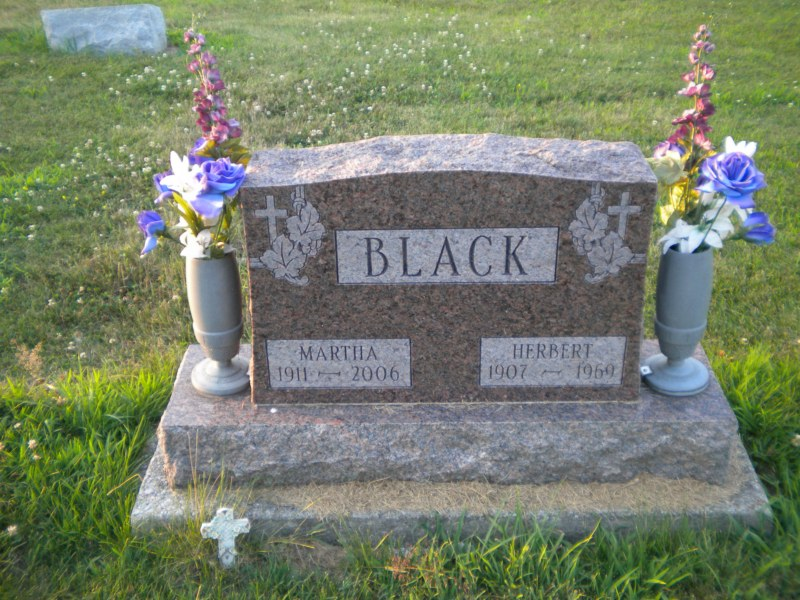 BLACK
MARTHA
1911 — 2006
HERBERT
1907 — 1969